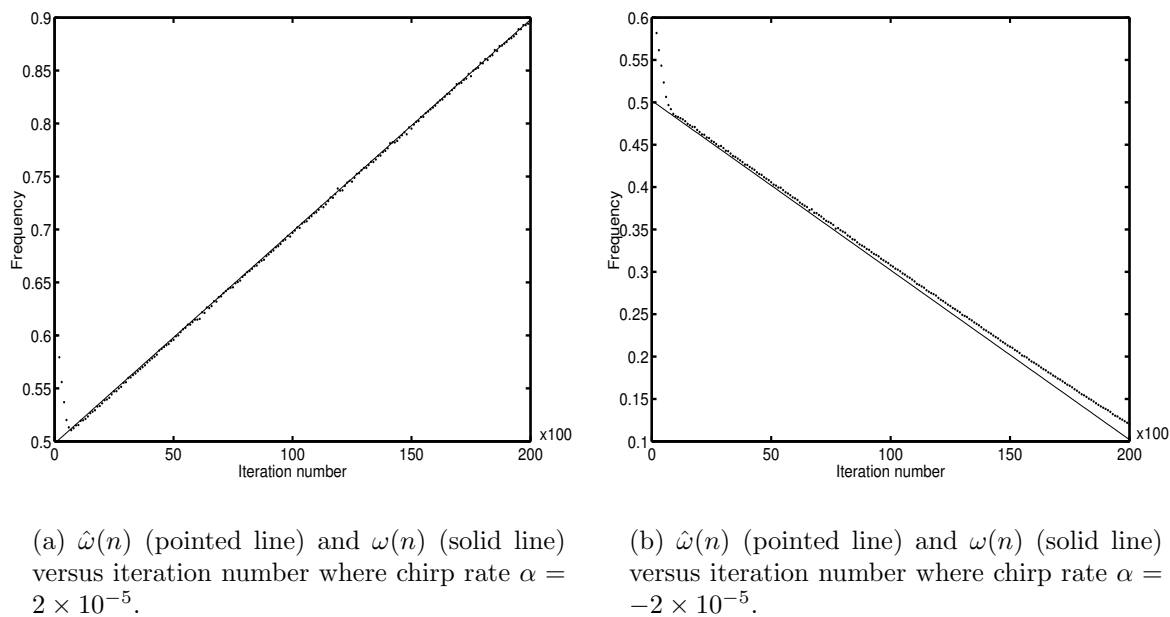 0.9
0.85
0.8
0.75
0.7
0.65
0.6
0.55
0.5
Frequency
0 50 100 150 200
x100
Iteration number
0.6
0.55
0.5
0.45
0.4
0.35
0.3
0.25
0.2
0.15
0.1
Frequency
0 50 100 150 200
x100
Iteration number
(a) ω̂(n) (pointed line) and ω(n) (solid line)
versus iteration number where chirp rate α =
2 × 10⁻⁵.
(b) ω̂(n) (pointed line) and ω(n) (solid line)
versus iteration number where chirp rate α =
−2 × 10⁻⁵.